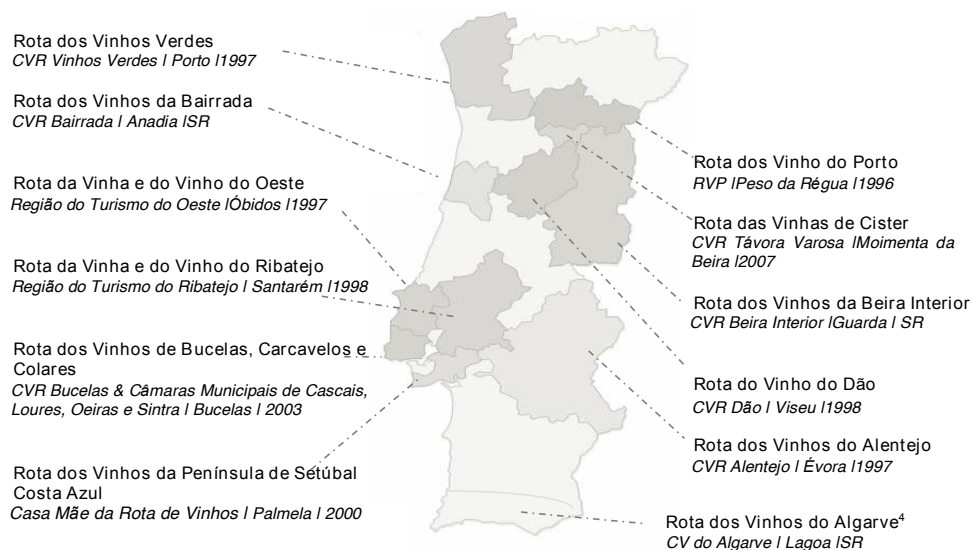 Rota dos Vinhos Verdes
CVR Vinhos Verdes | Porto |1997
Rota dos Vinhos da Bairrada
CVR Bairrada | Anadia |SR
Rota da Vinha e do Vinho do Oeste
Região do Turismo do Oeste |Óbidos |1997
Rota da Vinha e do Vinho do Ribatejo
Região do Turismo do Ribatejo | Santarém |1998
Rota dos Vinhos de Bucelas, Carcavelos e
Colares
CVR Bucelas & Câmaras Municipais de Cascais,
Loures, Oeiras e Sintra | Bucelas | 2003
Rota dos Vinhos da Península de Setúbal
Costa Azul
Casa Mãe da Rota de Vinhos | Palmela | 2000
Rota dos Vinho do Porto
RVP |Peso da Régua |1996
Rota das Vinhas de Cister
CVR Távora Varosa |Moimenta da
Beira |2007
Rota dos Vinhos da Beira Interior
CVR Beira Interior |Guarda | SR
Rota do Vinho do Dão
CVR Dão | Viseu |1998
Rota dos Vinhos do Alentejo
CVR Alentejo | Évora |1997
Rota dos Vinhos do Algarve⁴
CV do Algarve | Lagoa |SR